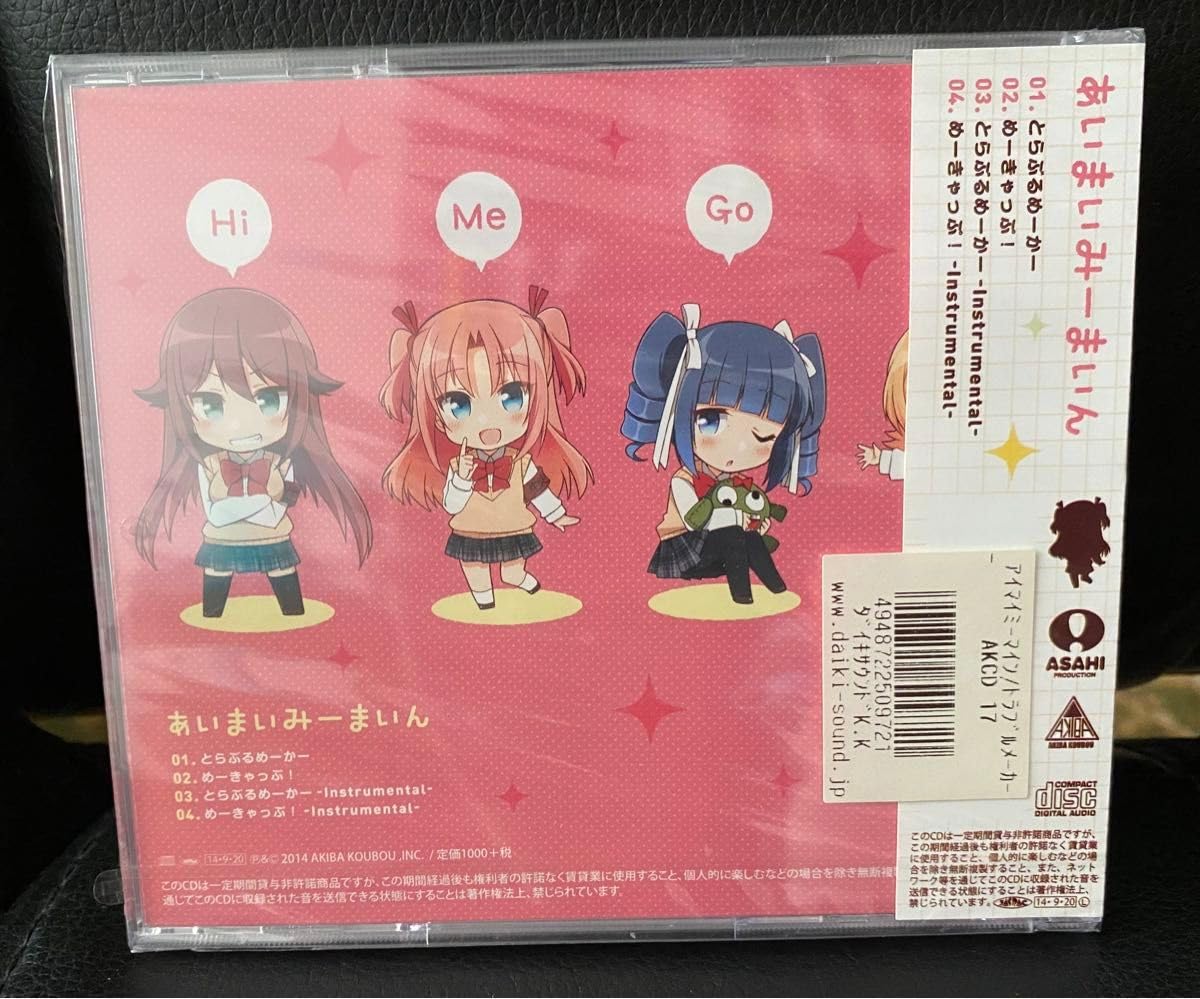 Hi
Me
Go
あいまいみーまいん
01. とらぶるめーかー
02. めーきゃっぷ！
03. とらぶるめーかー -Instrumental-
04. めーきゃっぷ！ -Instrumental-
14・9・20 Ⓟ&© 2014 AKIBA KOUBOU ,INC. / 定価1000+税
このCDは一定期間貸与非許諾商品ですが、この期間経過後も権利者の許諾なく賃貸業に使用すること、個人的に楽しむなどの場合を除き無断複製
通じてこのCDに収録された音を送信できる状態にすることは著作権法上、禁じられています。
あいまいみーまいん
01. とらぶるめーかー
02. めーきゃっぷ！
03. とらぶるめーかー -Instrumental-
04. めーきゃっぷ！ -Instrumental-
ASAHI
PRODUCTION
AKIBA
AKIBA KOUBOU
COMPACT
disc
DIGITAL AUDIO
このCDは一定期間貸与非許諾商品ですが、
この期間経過後も権利者の許諾なく賃貸業
に使用すること、個人的に楽しむなどの場
合を除き無断複製すること、また、ネット
ワーク等を通じてこのCDに収録された音を
送信できる状態にすることは著作権法上、
禁じられています。 14・9・20 Ⓛ
アイマイミーマイン/トラブルメーカー
AKCD 17
4948722509721
ダイキサウンドK.K
www.daiki-sound.jp